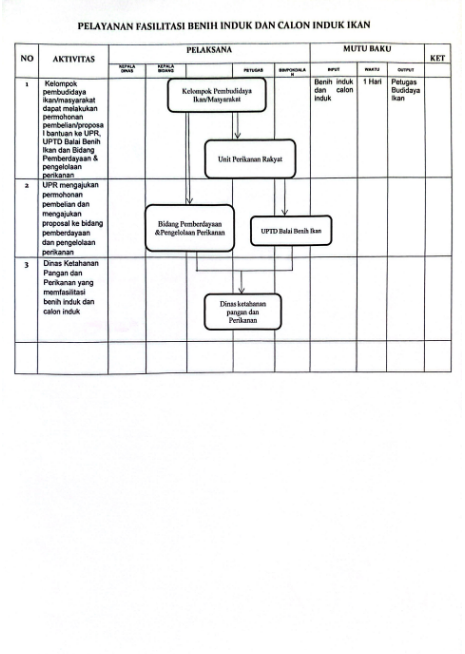 PELAYANAN FASILITASI BENIH INDUK DAN CALON INDUK IKAN
NO
AKTIVITAS
PELAKSANA
MUTU BAKU
KET
KEPALA
DINAS
KEPALA
BIDANG
PETUGAS
INPUT
WAKTU
OUTPUT
1
Kelompok
pembudidaya
ikan/masyarakat
dapat melakukan
permohonan
pembelian/proposa
l bantuan ke UPR,
UPTD Balai Benih
Ikan dan Bidang
Pemberdayaan &
pengelolaan
perikanan
Kelompok Pembudidaya
Ikan/Masyarakat
Unit Perikanan Rakyat
Benih induk
dan calon
induk
1 Hari
Petugas
Budidaya
Ikan
2
UPR mengajukan
permohonan
pembelian dan
mengajukan
proposal ke bidang
pemberdayaan
dan pengelolaan
perikanan
Bidang Pemberdayaan
&Pengelolaan Perikanan
UPTD Balai Benih Ikan
3
Dinas Ketahanan
Pangan dan
Perikanan yang
memfasilitasi
benih induk dan
calon induk
Dinas ketahanan
pangan dan
Perikanan